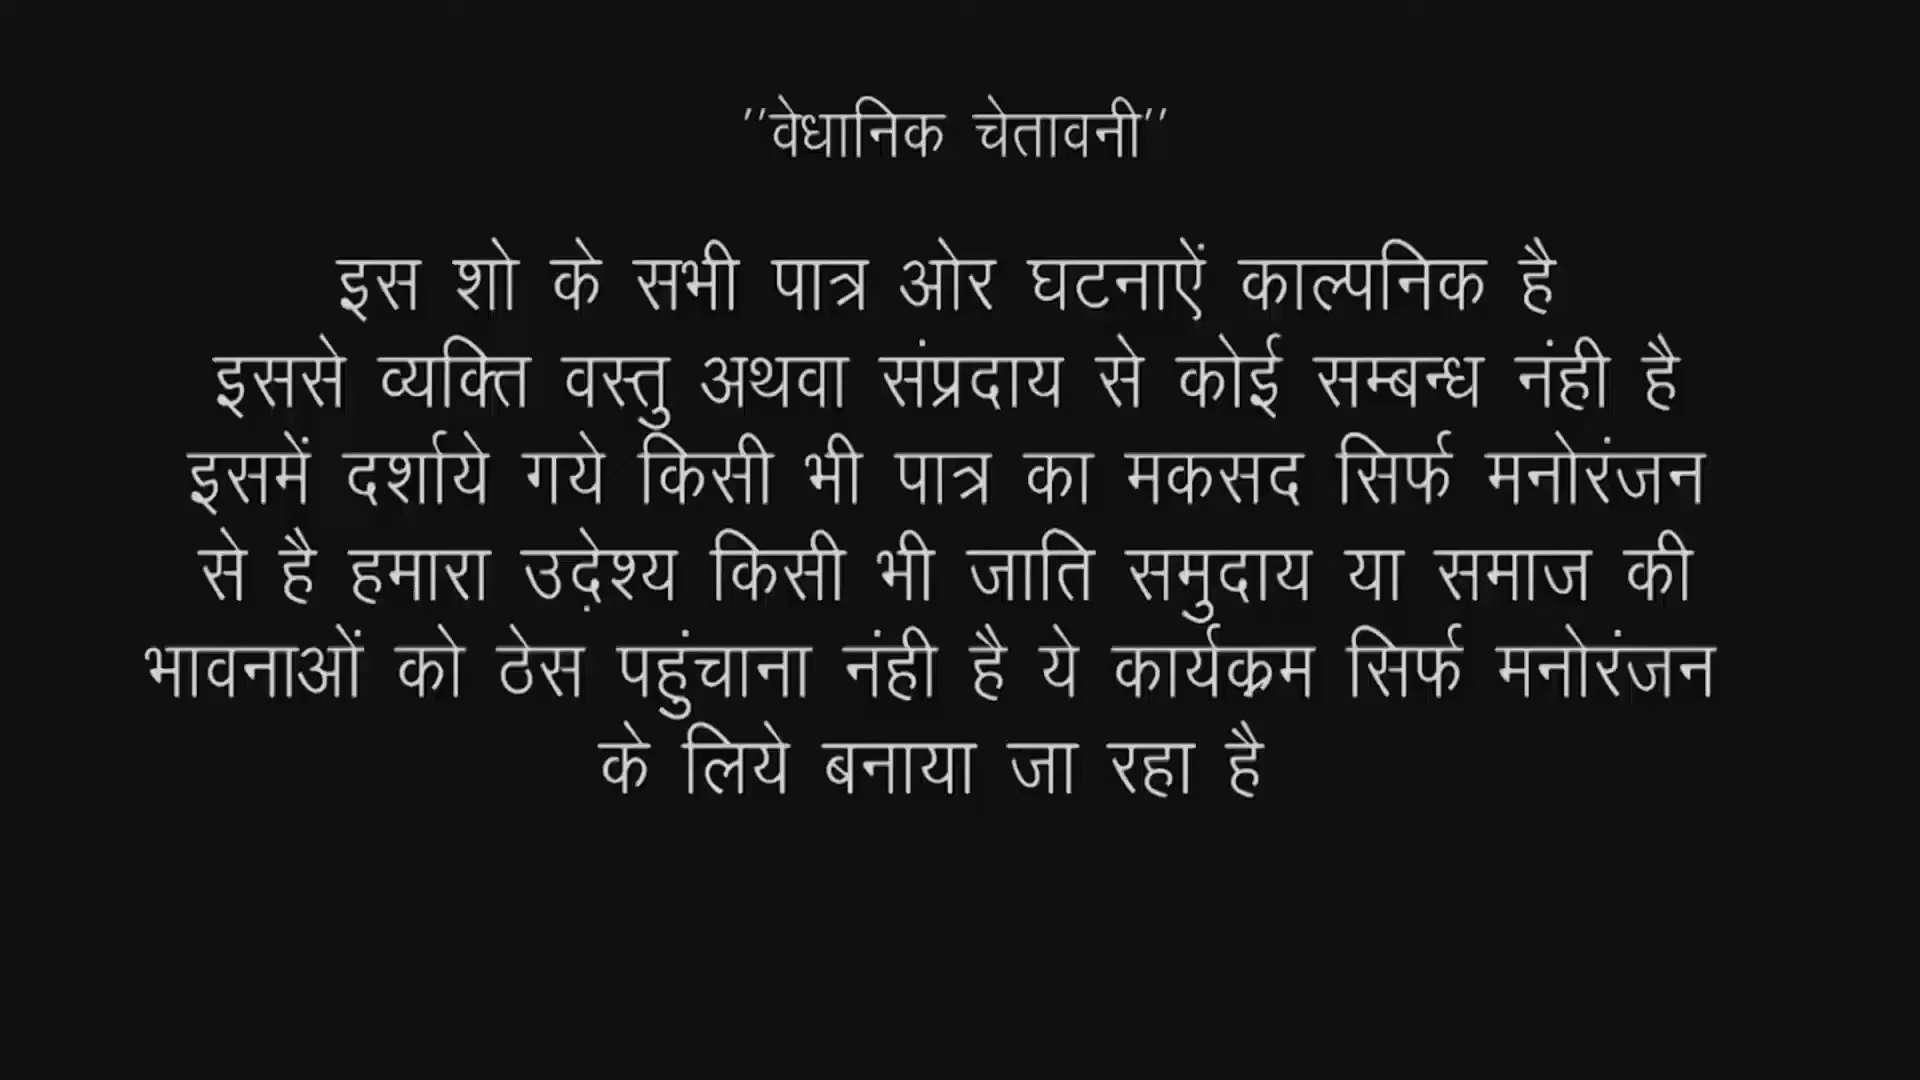 ''वेधानिक चेतावनी''
इस शो के सभी पात्र ओर घटनाऐं काल्पनिक है
इससे व्यक्ति वस्तु अथवा संप्रदाय से कोई सम्बन्ध नंही है
इसमें दर्शाये गये किसी भी पात्र का मकसद सिर्फ मनोरंजन
से है हमारा उद़ेश्य किसी भी जाति समुदाय या समाज की
भावनाओं को ठेस पहुंचाना नंही है ये कार्यक्रम सिर्फ मनोरंजन
के लिये बनाया जा रहा है